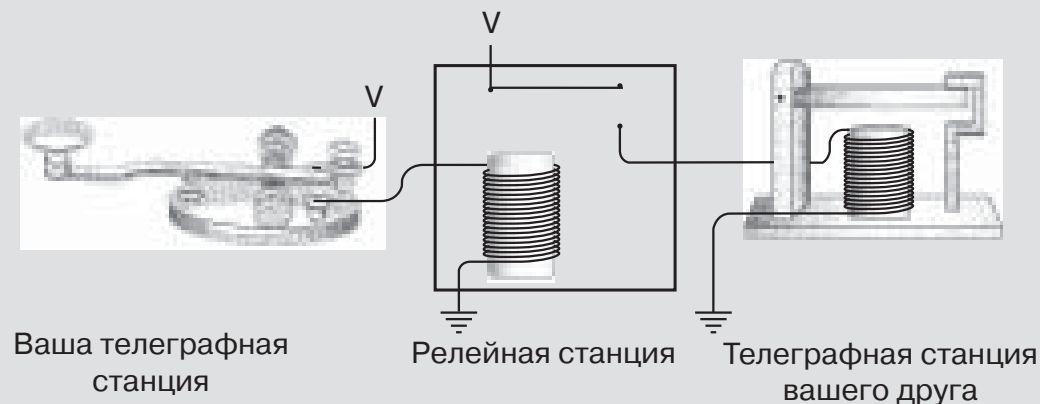 V
V
Ваша телеграфная
станция
Релейная станция
Телеграфная станция
вашего друга